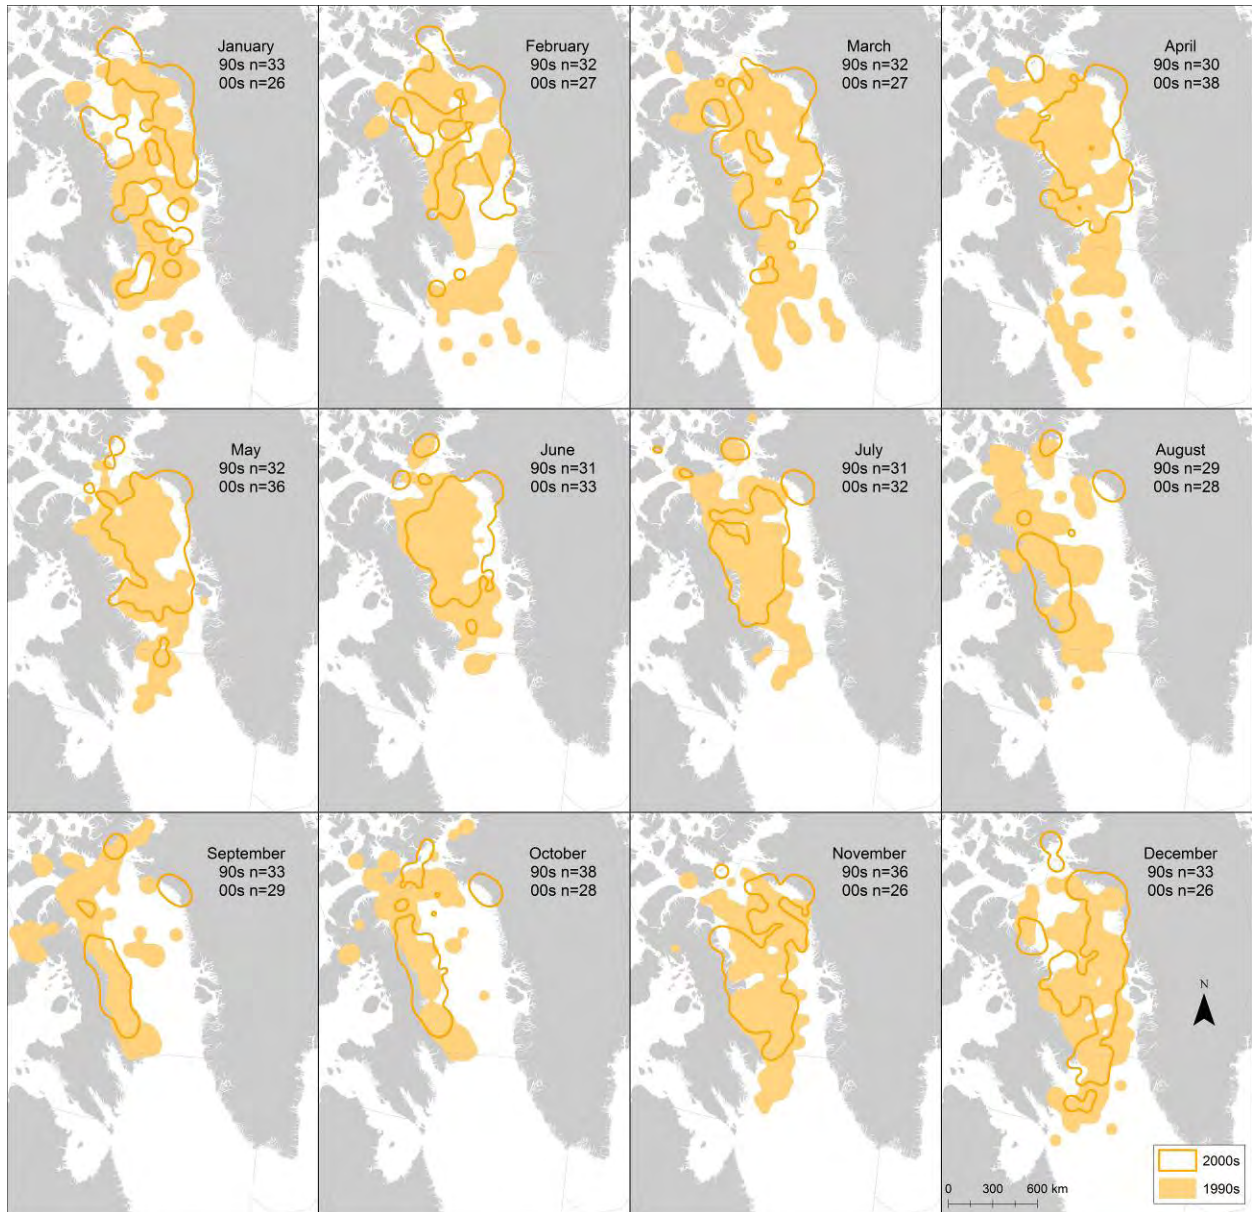 January
90s n=33
00s n=26
February
90s n=32
00s n=27
March
90s n=32
00s n=27
April
90s n=30
00s n=38
May
90s n=32
00s n=36
June
90s n=31
00s n=33
July
90s n=31
00s n=32
August
90s n=29
00s n=28
September
90s n=33
00s n=29
October
90s n=38
00s n=28
November
90s n=36
00s n=26
December
90s n=33
00s n=26
N
2000s
1990s
0 300 600 km